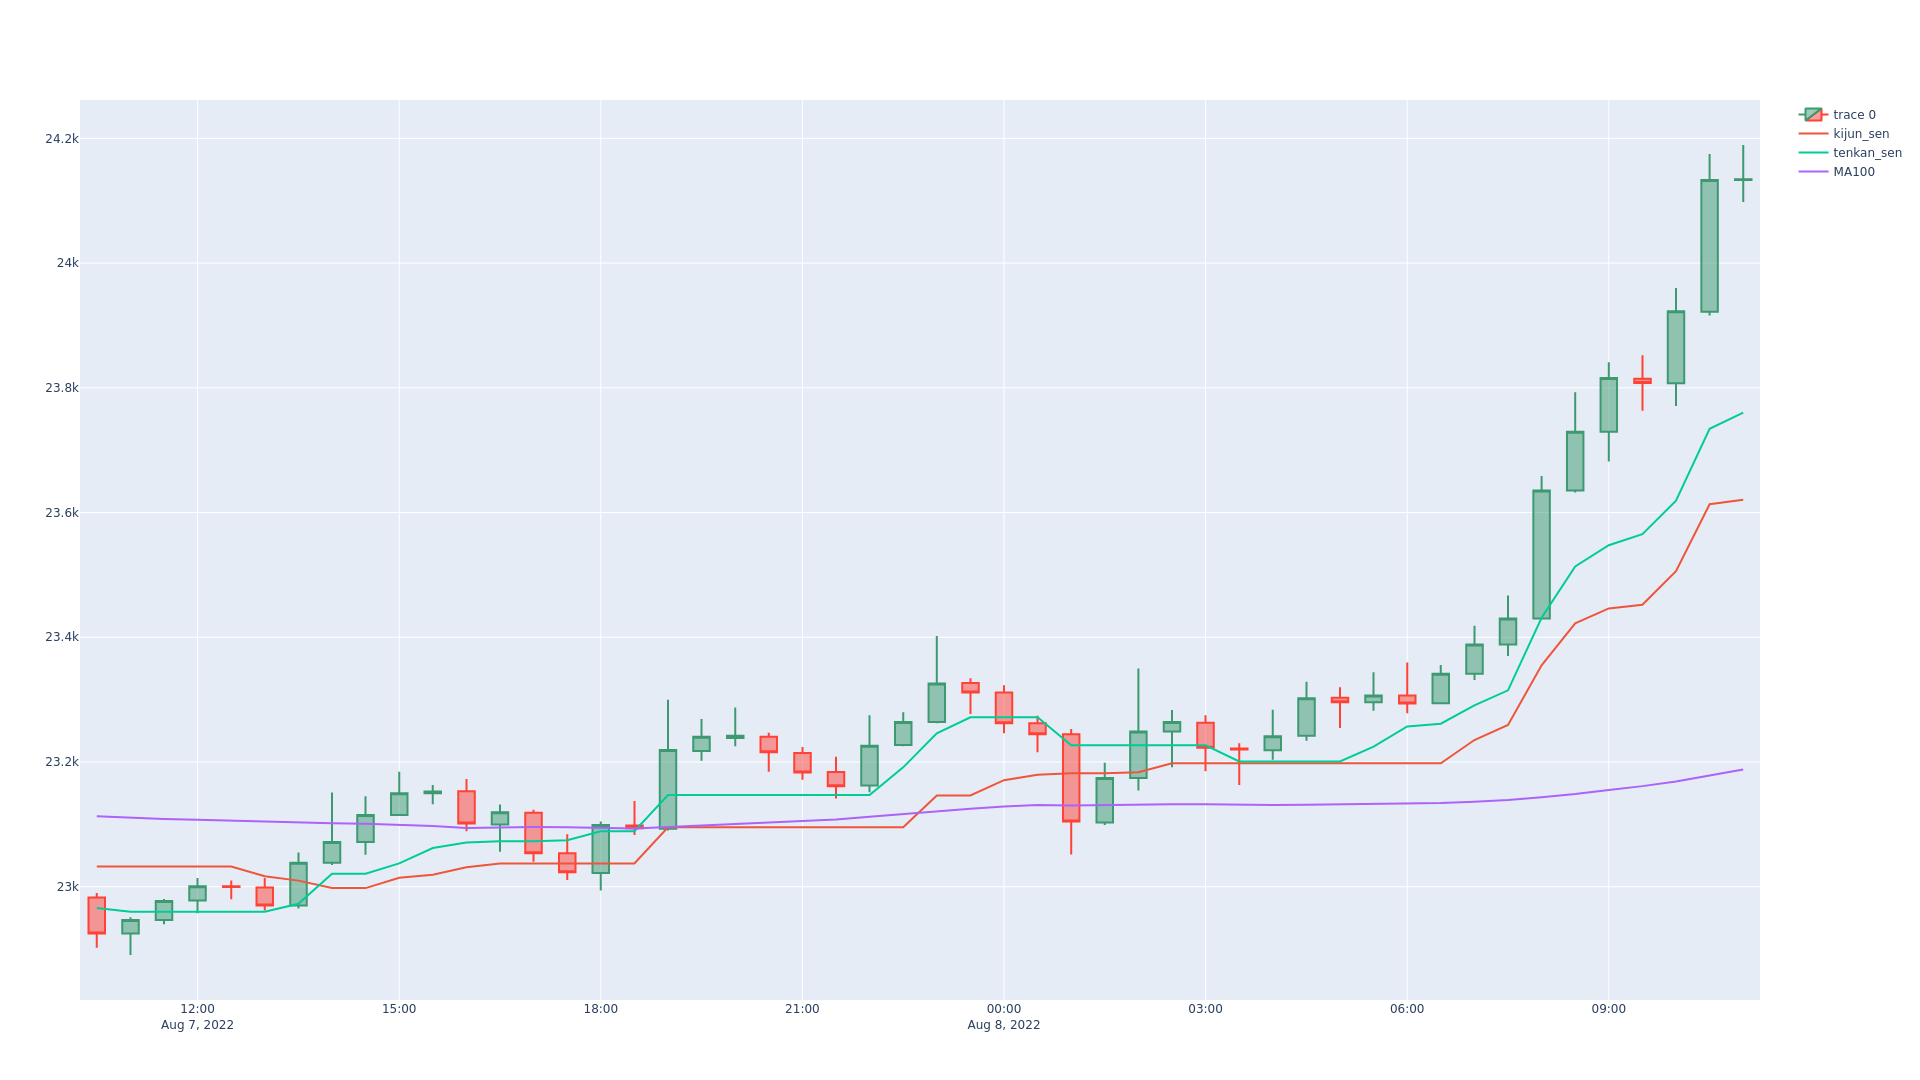 24.2k
24k
23.8k
23.6k
23.4k
23.2k
23k
12:00 15:00 18:00 21:00 00:00 03:00 06:00 09:00
Aug 7, 2022 Aug 8, 2022
trace 0
kijun_sen
tenkan_sen
MA100